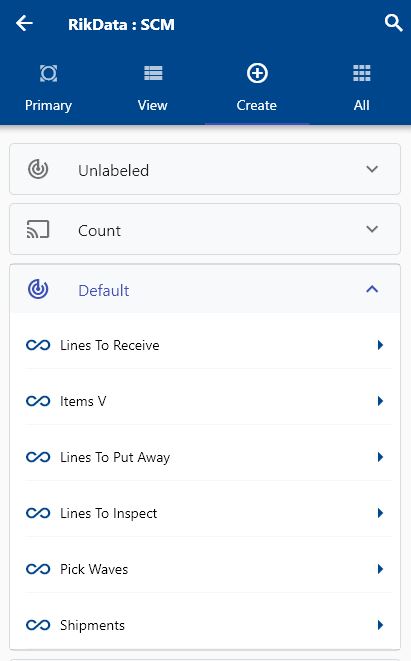 RikData : SCM
Primary View Create All
Unlabeled
Count
Default
Lines To Receive
Items V
Lines To Put Away
Lines To Inspect
Pick Waves
Shipments